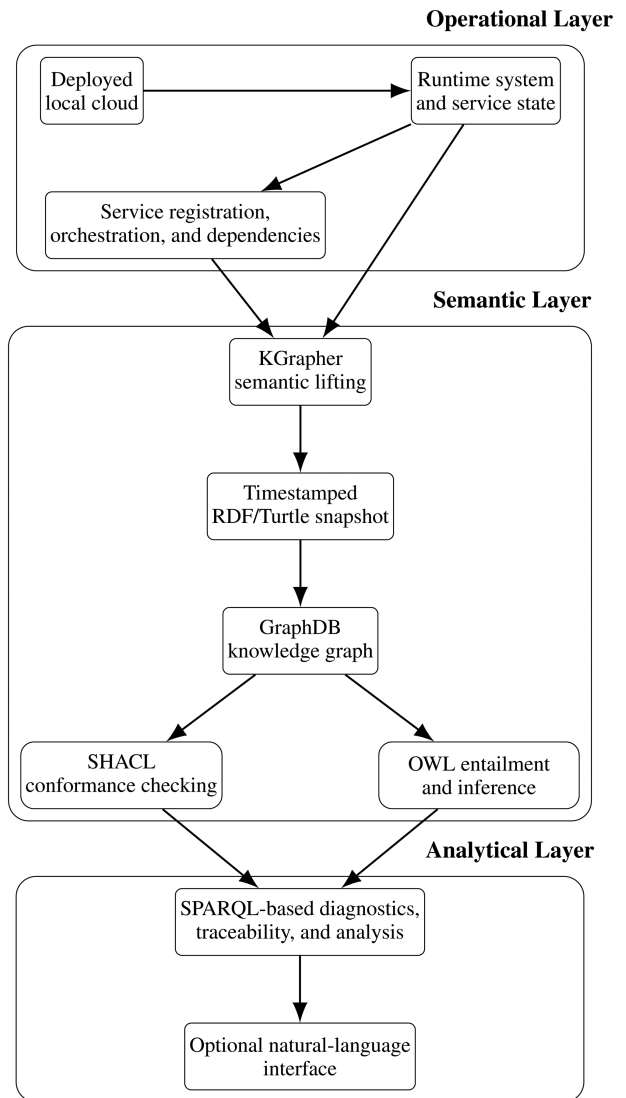 Operational Layer
Deployed
local cloud
Runtime system
and service state
Service registration,
orchestration, and dependencies
Semantic Layer
KGrapher
semantic lifting
Timestamped
RDF/Turtle snapshot
GraphDB
knowledge graph
SHACL
conformance checking
OWL entailment
and inference
Analytical Layer
SPARQL-based diagnostics,
traceability, and analysis
Optional natural-language
interface